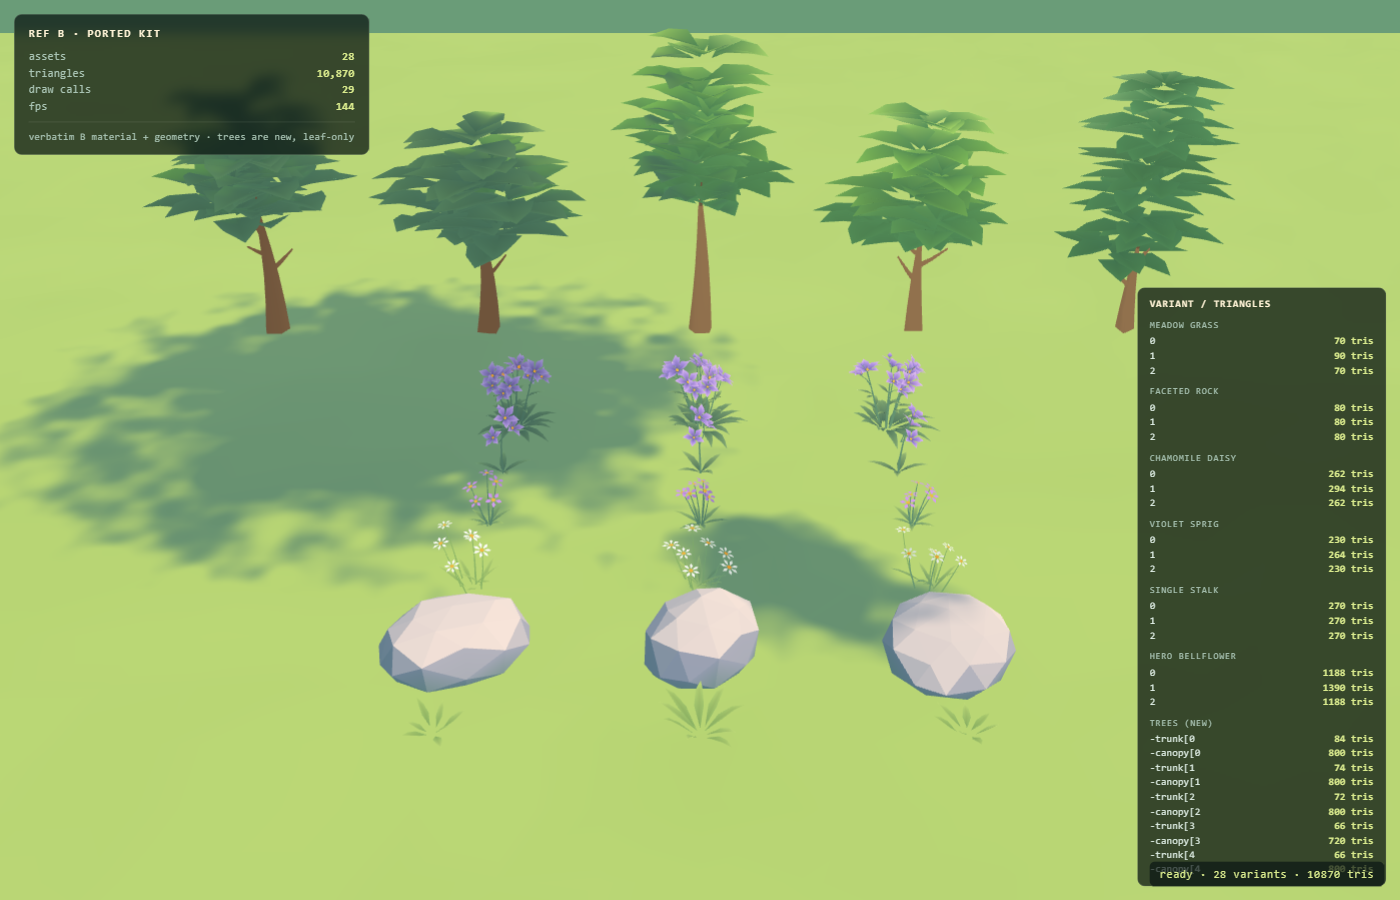 REF B · PORTED KIT
assets 28
triangles 10,870
draw calls 29
fps 144
verbatim B material + geometry · trees are new, leaf-only
VARIANT / TRIANGLES
MEADOW GRASS
0 70 tris
1 90 tris
2 70 tris
FACETED ROCK
0 80 tris
1 80 tris
2 80 tris
CHAMOMILE DAISY
0 262 tris
1 294 tris
2 262 tris
VIOLET SPRIG
0 230 tris
1 264 tris
2 230 tris
SINGLE STALK
0 270 tris
1 270 tris
2 270 tris
HERO BELLFLOWER
0 1188 tris
1 1390 tris
2 1188 tris
TREES (NEW)
-trunk[0 84 tris
-canopy[0 800 tris
-trunk[1 74 tris
-canopy[1 800 tris
-trunk[2 72 tris
-canopy[2 800 tris
-trunk[3 66 tris
-canopy[3 720 tris
-trunk[4 66 tris
-canopy[4 800 tris
ready · 28 variants · 10870 tris